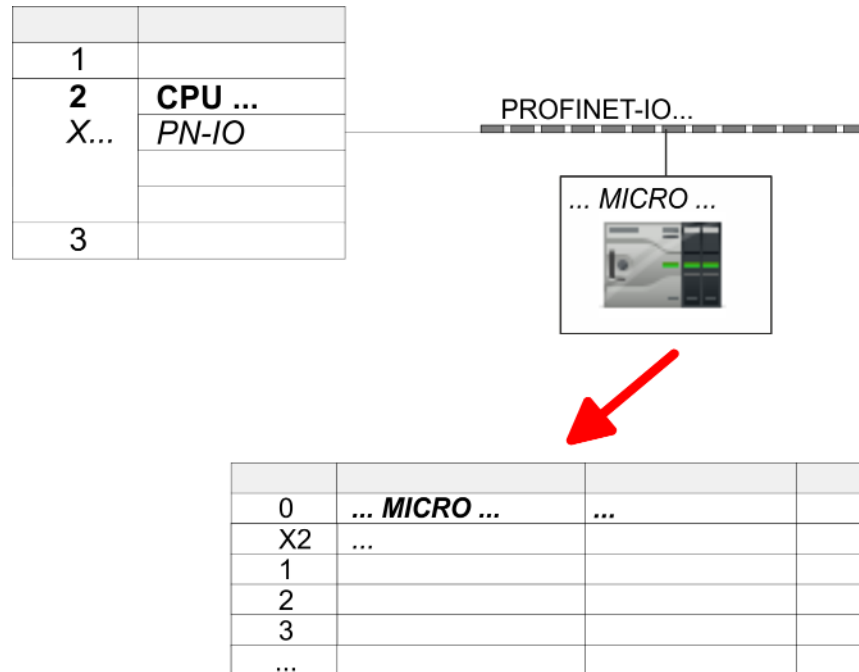 1
2 CPU ...
X... PN-IO
3
PROFINET-IO...
... MICRO ...
0 ... MICRO ... ...
X2 ...
1
2
3
...